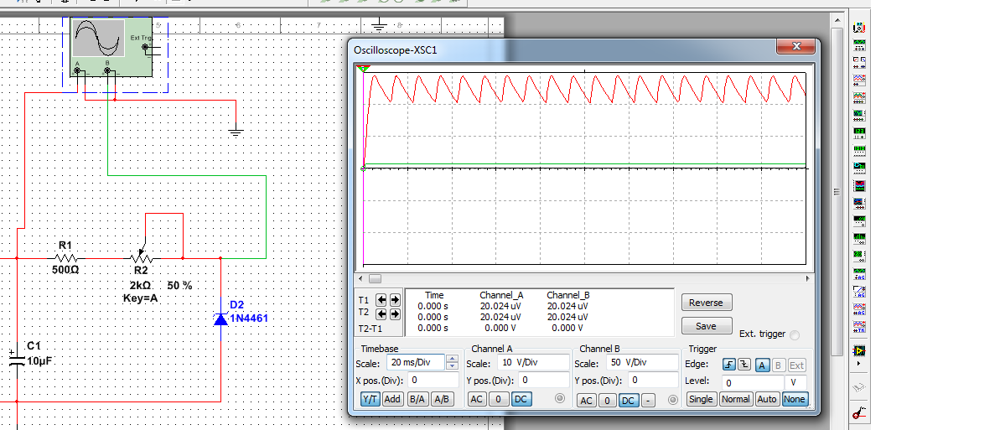 5
6
7
8
Ext Trig
A
B
R1
500Ω
R2
2kΩ
50 %
Key=A
D2
1N4461
C1
10µF
Oscilloscope-XSC1
Time Channel_A Channel_B
T1 0.000 s 20.024 uV 20.024 uV
T2 0.000 s 20.024 uV 20.024 uV
T2-T1 0.000 s 0.000 V 0.000 V
Reverse
Save
Ext. trigger
Timebase
Scale: 20 ms/Div
X pos.(Div): 0
Y/T Add B/A A/B
Channel A
Scale: 10 V/Div
Y pos.(Div): 0
AC 0 DC
Channel B
Scale: 50 V/Div
Y pos.(Div): 0
AC 0 DC -
Trigger
Edge: A B Ext
Level: 0 V
Single Normal Auto None